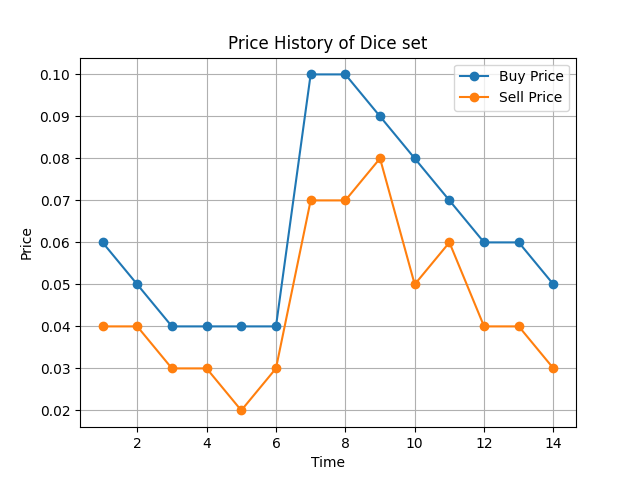 Price History of Dice set
Buy Price
Sell Price
Price
0.10
0.09
0.08
0.07
0.06
0.05
0.04
0.03
0.02
2 4 6 8 10 12 14
Time